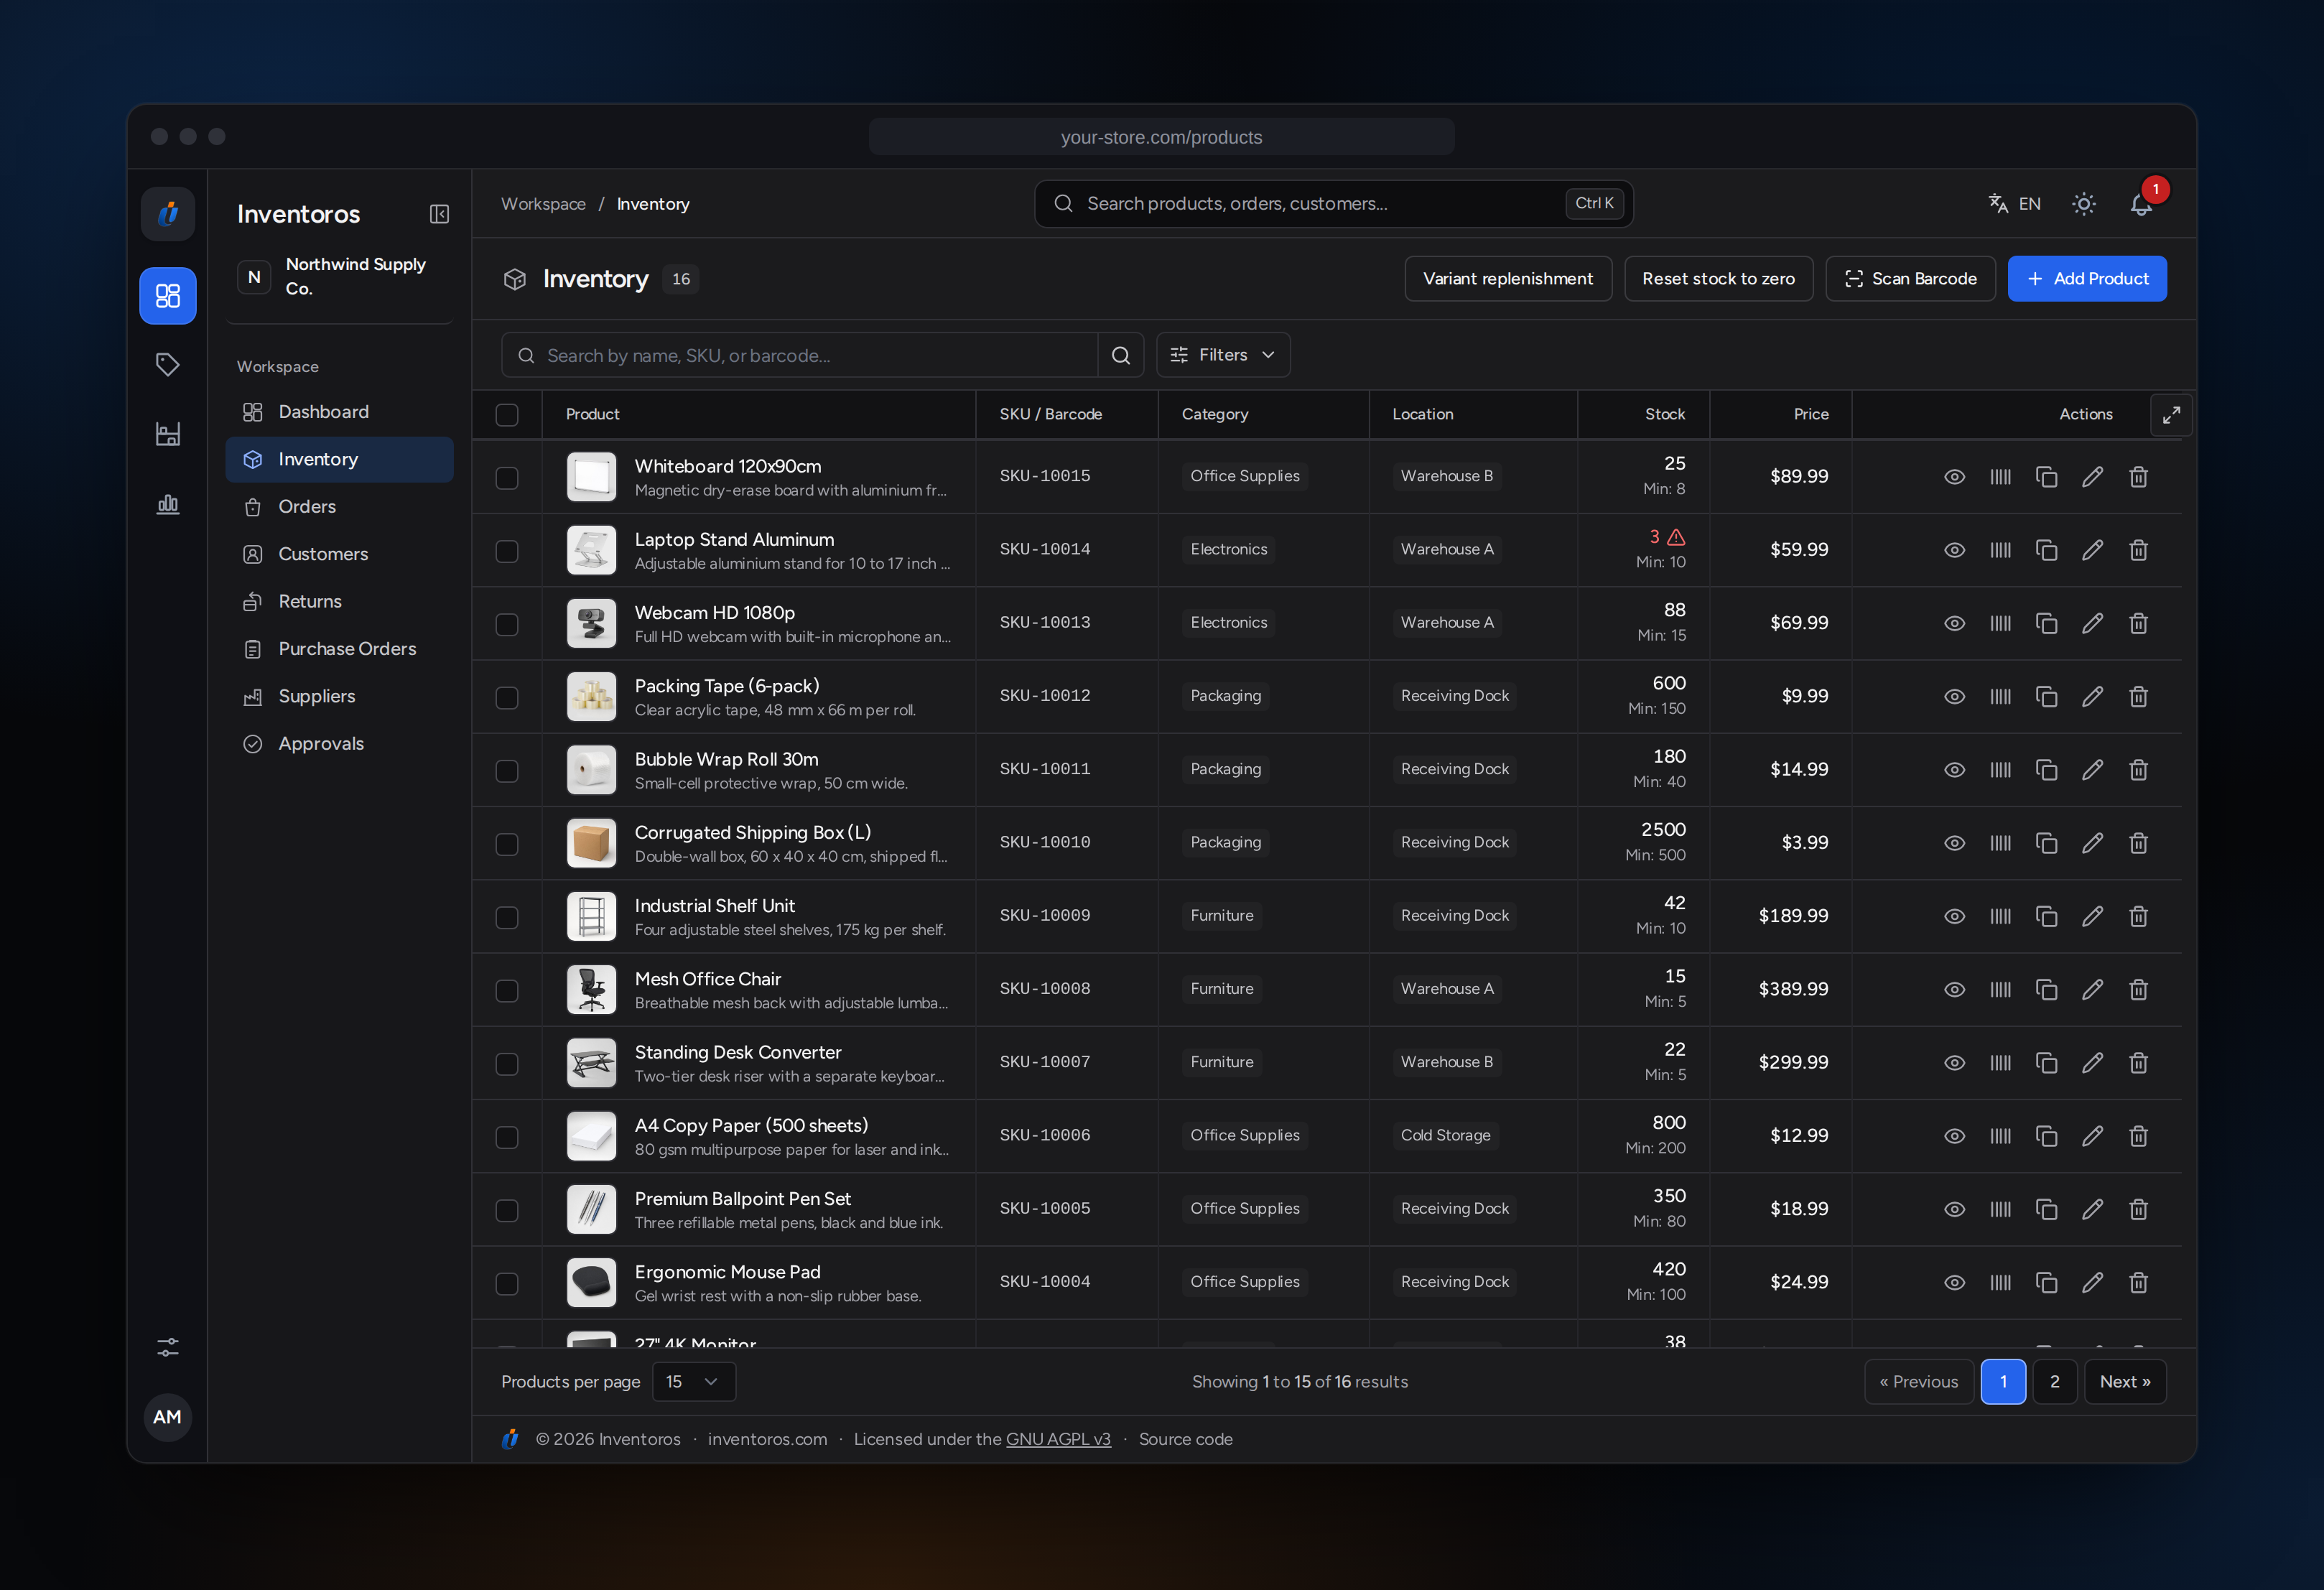 your-store.com/products
Inventoros
N
Northwind Supply
Co.
Workspace
Dashboard
Inventory
Orders
Customers
Returns
Purchase Orders
Suppliers
Approvals
AM
Workspace / Inventory
Search products, orders, customers...
Ctrl K
EN
1
Inventory 16
Variant replenishment
Reset stock to zero
Scan Barcode
Add Product
Search by name, SKU, or barcode...
Filters
Product SKU / Barcode Category Location Stock Price Actions
Whiteboard 120x90cm
Magnetic dry-erase board with aluminium fr...
SKU-10015 Office Supplies Warehouse B 25 $89.99
Min: 8
Laptop Stand Aluminum
Adjustable aluminium stand for 10 to 17 inch ...
SKU-10014 Electronics Warehouse A 3 $59.99
Min: 10
Webcam HD 1080p
Full HD webcam with built-in microphone an...
SKU-10013 Electronics Warehouse A 88 $69.99
Min: 15
Packing Tape (6-pack)
Clear acrylic tape, 48 mm x 66 m per roll.
SKU-10012 Packaging Receiving Dock 600 $9.99
Min: 150
Bubble Wrap Roll 30m
Small-cell protective wrap, 50 cm wide.
SKU-10011 Packaging Receiving Dock 180 $14.99
Min: 40
Corrugated Shipping Box (L)
Double-wall box, 60 x 40 x 40 cm, shipped fl...
SKU-10010 Packaging Receiving Dock 2500 $3.99
Min: 500
Industrial Shelf Unit
Four adjustable steel shelves, 175 kg per shelf.
SKU-10009 Furniture Receiving Dock 42 $189.99
Min: 10
Mesh Office Chair
Breathable mesh back with adjustable lumba...
SKU-10008 Furniture Warehouse A 15 $389.99
Min: 5
Standing Desk Converter
Two-tier desk riser with a separate keyboar...
SKU-10007 Furniture Warehouse B 22 $299.99
Min: 5
A4 Copy Paper (500 sheets)
80 gsm multipurpose paper for laser and ink...
SKU-10006 Office Supplies Cold Storage 800 $12.99
Min: 200
Premium Ballpoint Pen Set
Three refillable metal pens, black and blue ink.
SKU-10005 Office Supplies Receiving Dock 350 $18.99
Min: 80
Ergonomic Mouse Pad
Gel wrist rest with a non-slip rubber base.
SKU-10004 Office Supplies Receiving Dock 420 $24.99
Min: 100
27" 4K Monitor 38
Products per page 15
Showing 1 to 15 of 16 results
« Previous 1 2 Next »
© 2026 Inventoros · inventoros.com · Licensed under the GNU AGPL v3 · Source code